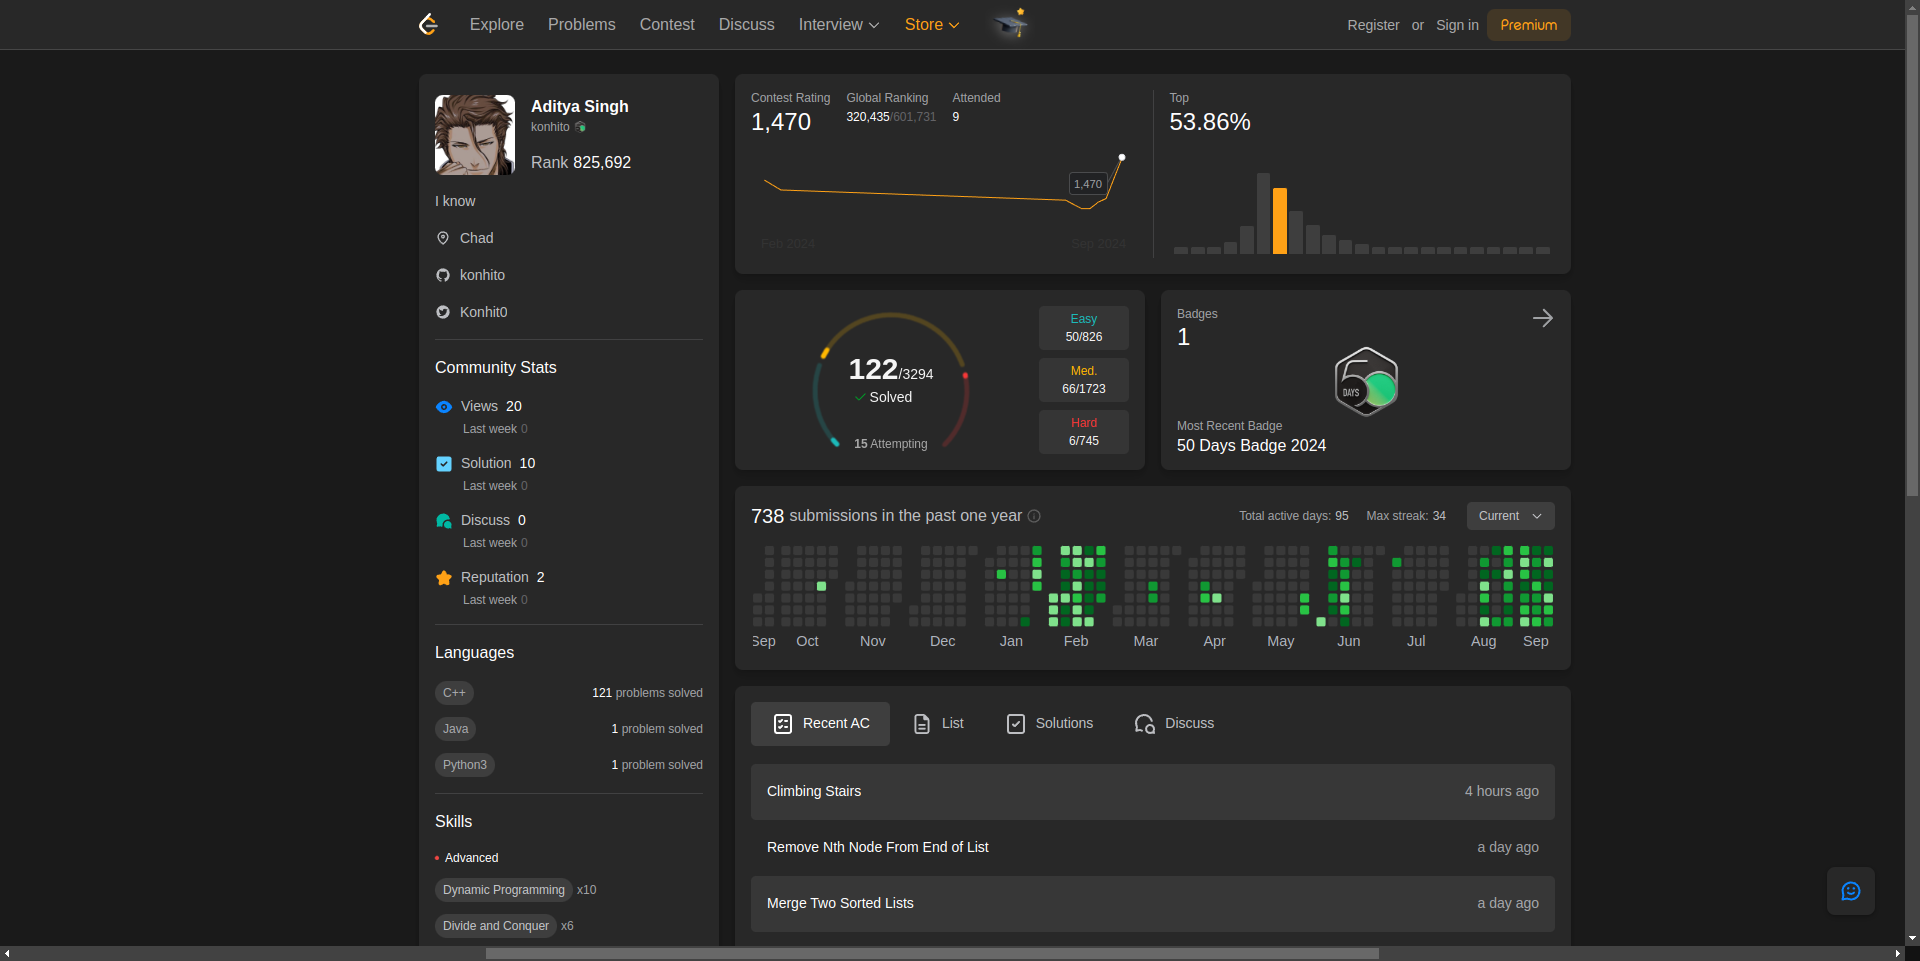 Explore Problems Contest Discuss Interview Store Register or Sign in Premium
Aditya Singh
konhito
Rank 825,692
I know
Chad
konhito
Konhit0
Community Stats
Views 20
Last week 0
Solution 10
Last week 0
Discuss 0
Last week 0
Reputation 2
Last week 0
Languages
C++ 121 problems solved
Java 1 problem solved
Python3 1 problem solved
Skills
Advanced
Dynamic Programming x10
Divide and Conquer x6
Contest Rating Global Ranking Attended
1,470 320,435/601,731 9
1,470
Feb 2024 Sep 2024
Top
53.86%
122/3294
Solved
15 Attempting
Easy
50/826
Med.
66/1723
Hard
6/745
Badges
1
DAYS
Most Recent Badge
50 Days Badge 2024
738 submissions in the past one year Total active days: 95 Max streak: 34 Current
Sep Oct Nov Dec Jan Feb Mar Apr May Jun Jul Aug Sep
Recent AC List Solutions Discuss
Climbing Stairs 4 hours ago
Remove Nth Node From End of List a day ago
Merge Two Sorted Lists a day ago